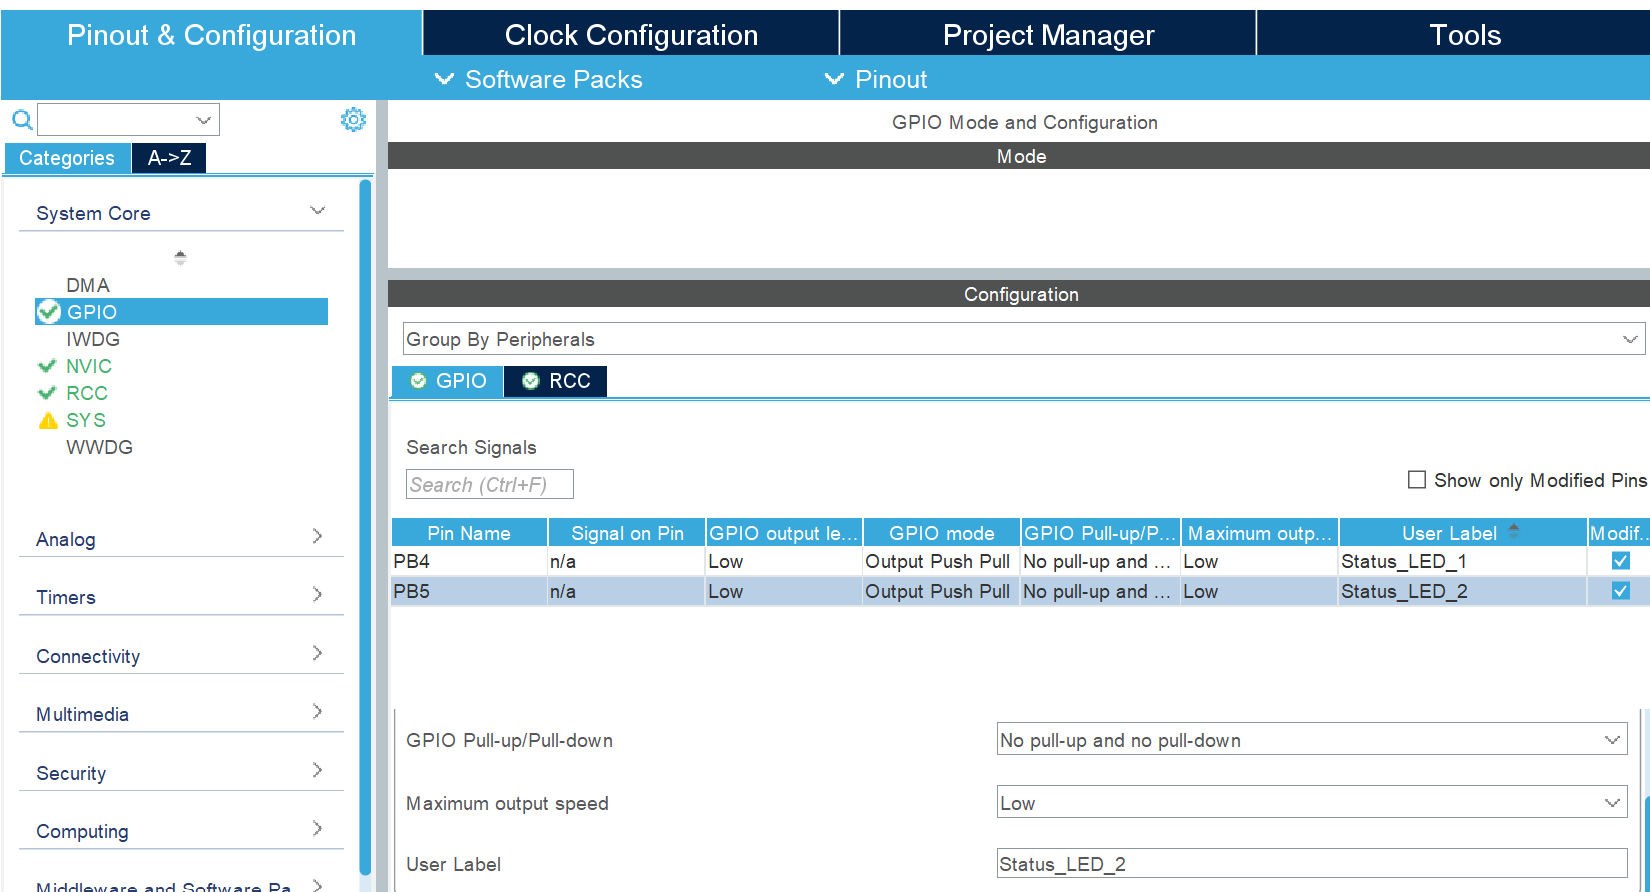 Pinout & Configuration
Clock Configuration
Project Manager
Tools
Software Packs
Pinout
Categories
A->Z
System Core
DMA
GPIO
IWDG
NVIC
RCC
SYS
WWDG
Analog
Timers
Connectivity
Multimedia
Security
Computing
Middleware and Software Pa
GPIO Mode and Configuration
Mode
Configuration
Group By Peripherals
GPIO
RCC
Search Signals
Search (Ctrl+F)
Show only Modified Pins
Pin Name Signal on Pin GPIO output le... GPIO mode GPIO Pull-up/P... Maximum outp... User Label Modif...
PB4 n/a Low Output Push Pull No pull-up and ... Low Status_LED_1
PB5 n/a Low Output Push Pull No pull-up and ... Low Status_LED_2
GPIO Pull-up/Pull-down No pull-up and no pull-down
Maximum output speed Low
User Label Status_LED_2